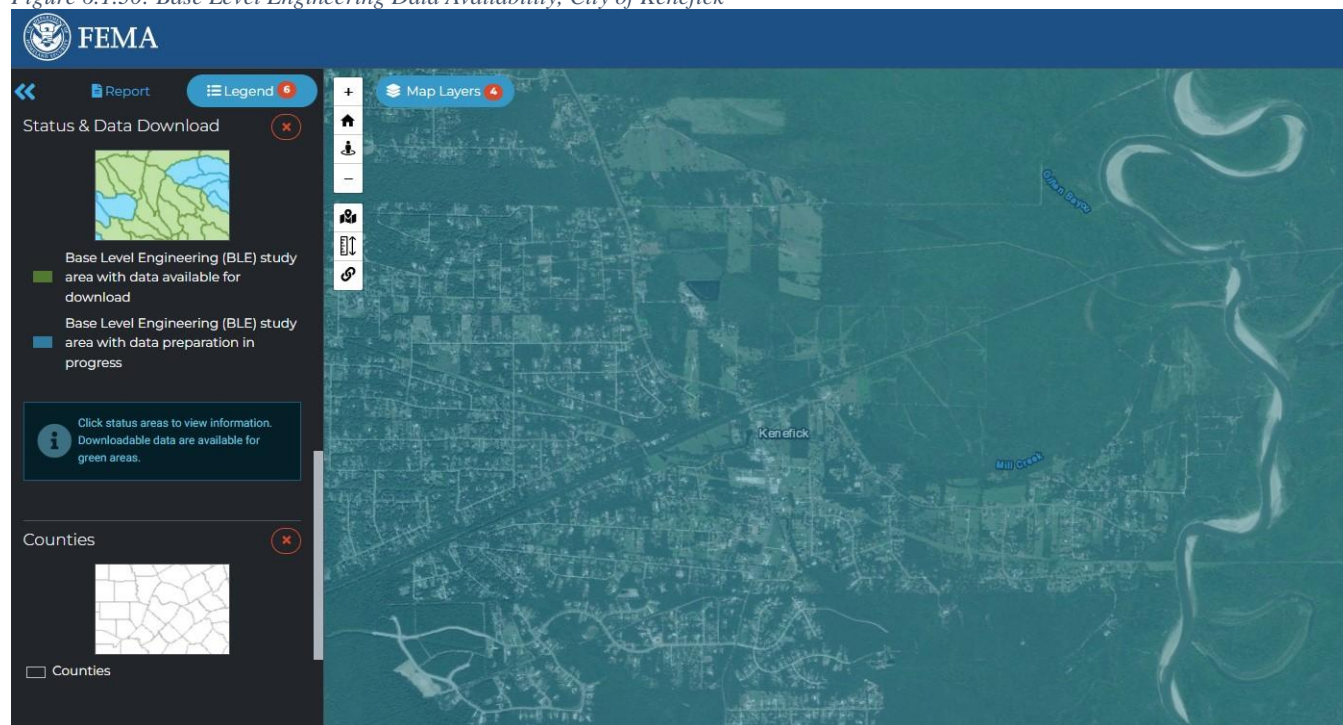 Figure 6.1.50: Base Level Engineering Data Availability, City of Kenefick
FEMA
Report
Legend 6
Map Layers 4
Status & Data Download
Base Level Engineering (BLE) study
area with data available for
download
Base Level Engineering (BLE) study
area with data preparation in
progress
Click status areas to view information.
Downloadable data are available for
green areas.
Counties
Counties
Kenefick
Mill Creek